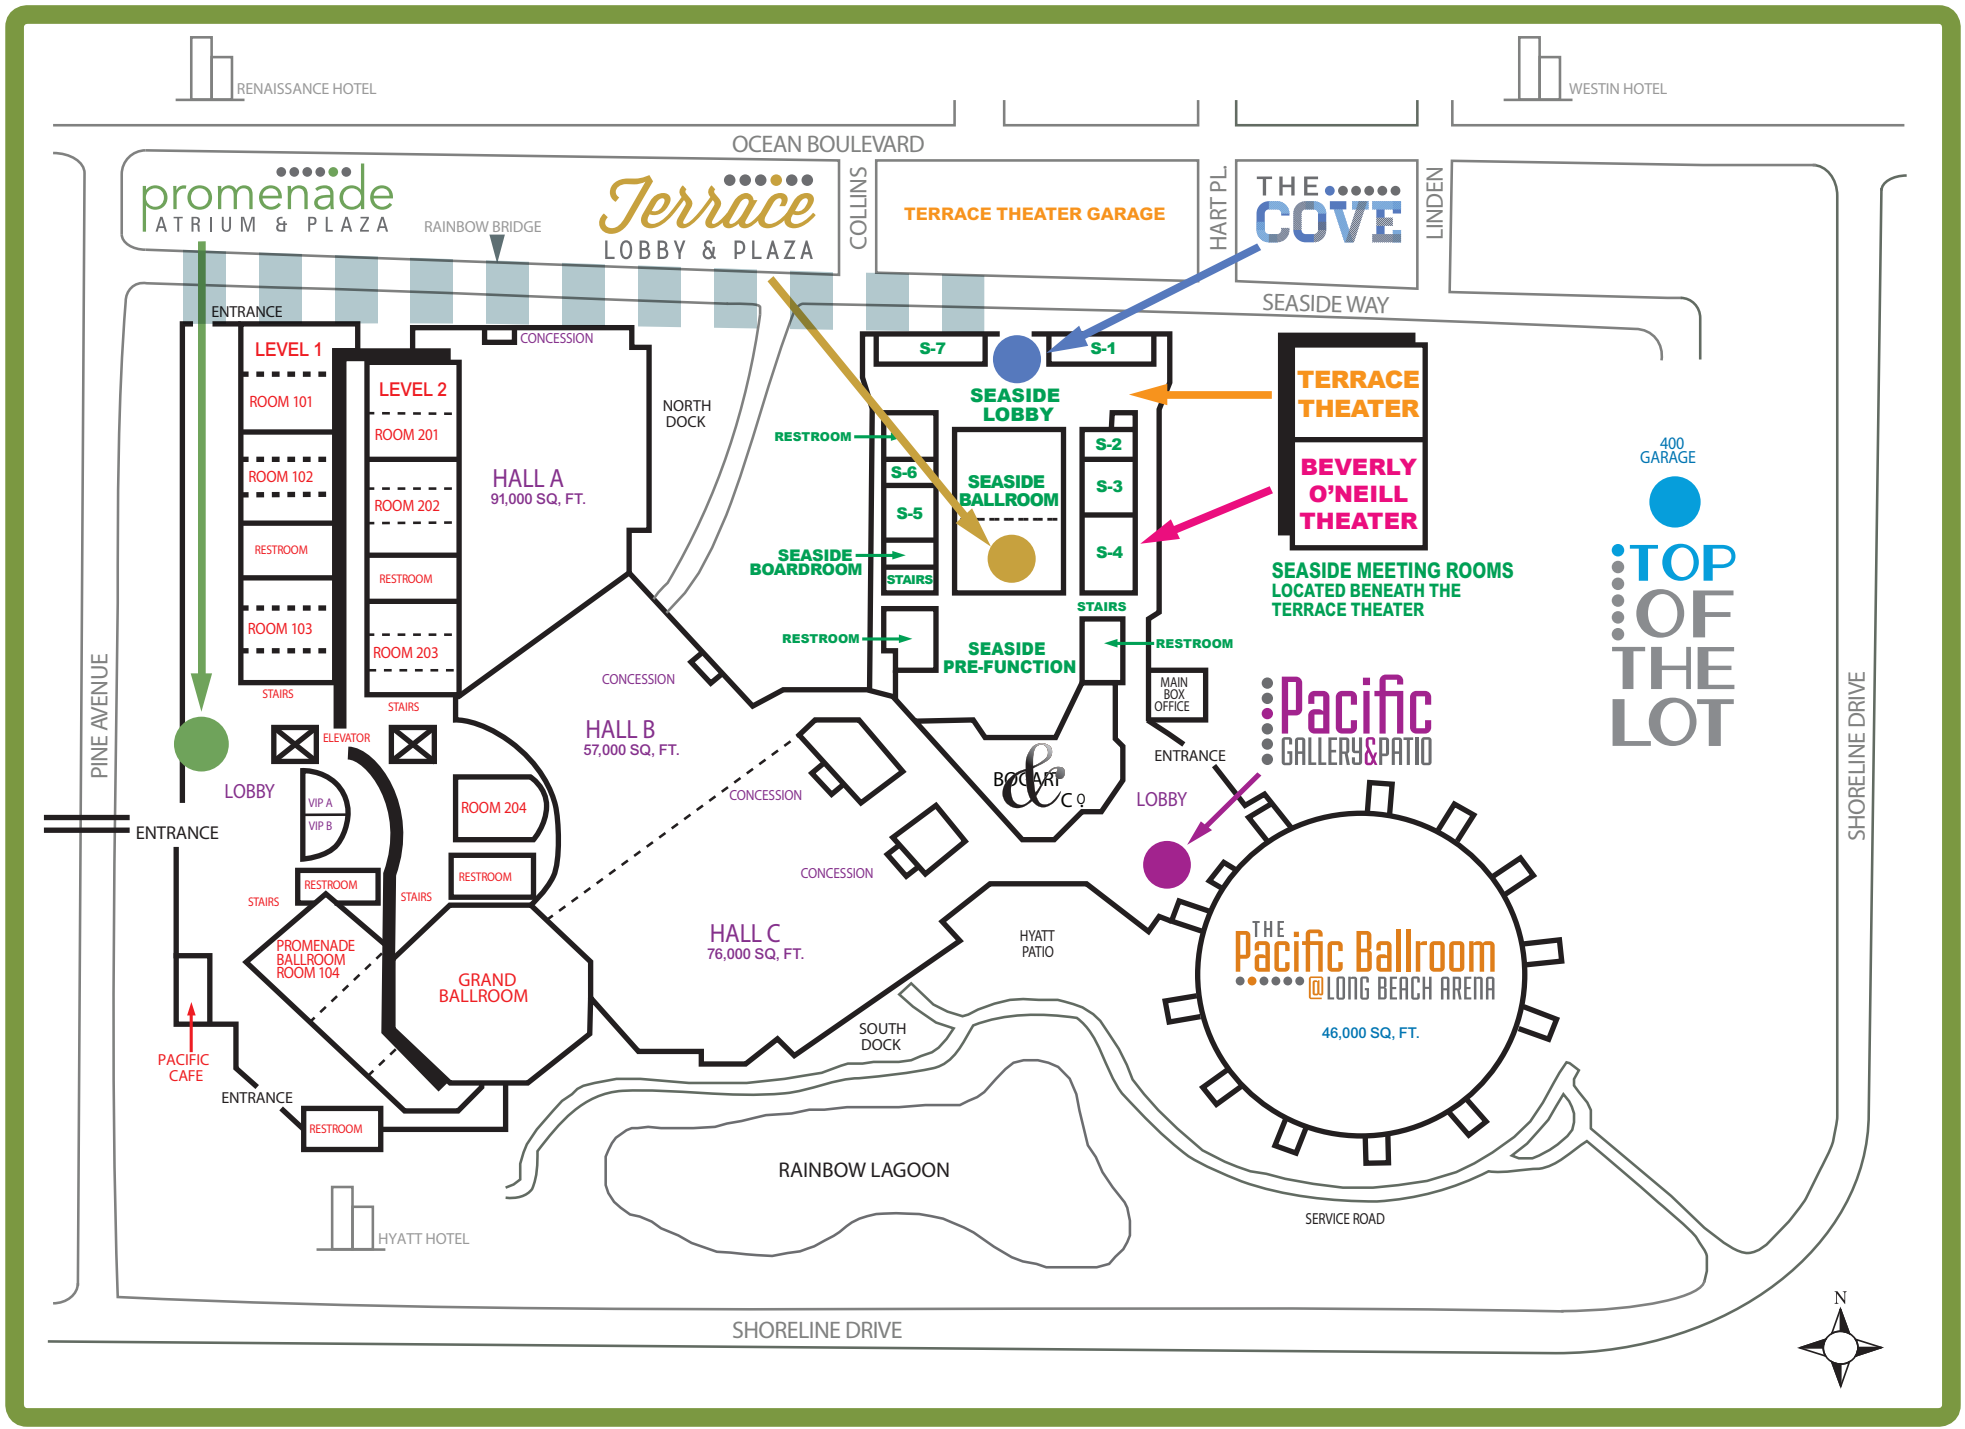 RENAISSANCE HOTEL
WESTIN HOTEL
OCEAN BOULEVARD
promenade
ATRIUM & PLAZA
RAINBOW BRIDGE
Terrace
LOBBY & PLAZA
COLLINS
TERRACE THEATER GARAGE
HART PL.
THE
COVE
LINDEN
SEASIDE WAY
ENTRANCE
LEVEL 1
ROOM 101
ROOM 102
RESTROOM
ROOM 103
STAIRS
LEVEL 2
ROOM 201
ROOM 202
RESTROOM
ROOM 203
STAIRS
CONCESSION
HALL A
91,000 SQ, FT.
NORTH
DOCK
S-7
S-1
SEASIDE
LOBBY
RESTROOM
S-6
S-5
SEASIDE
BOARDROOM
STAIRS
SEASIDE
BALLROOM
S-2
S-3
S-4
STAIRS
RESTROOM
SEASIDE
PRE-FUNCTION
RESTROOM
TERRACE
THEATER
BEVERLY
O'NEILL
THEATER
SEASIDE MEETING ROOMS
LOCATED BENEATH THE
TERRACE THEATER
400
GARAGE
TOP
OF
THE
LOT
PINE AVENUE
SHORELINE DRIVE
ELEVATOR
LOBBY
VIP A
VIP B
ENTRANCE
ROOM 204
RESTROOM
RESTROOM
STAIRS
STAIRS
PROMENADE
BALLROOM
ROOM 104
GRAND
BALLROOM
PACIFIC
CAFE
ENTRANCE
RESTROOM
CONCESSION
HALL B
57,000 SQ, FT.
CONCESSION
CONCESSION
HALL C
76,000 SQ, FT.
BOGART
&
CO
MAIN
BOX
OFFICE
ENTRANCE
LOBBY
Pacific
GALLERY&PATIO
HYATT
PATIO
SOUTH
DOCK
THE
Pacific Ballroom
@LONG BEACH ARENA
46,000 SQ, FT.
RAINBOW LAGOON
SERVICE ROAD
HYATT HOTEL
SHORELINE DRIVE
N